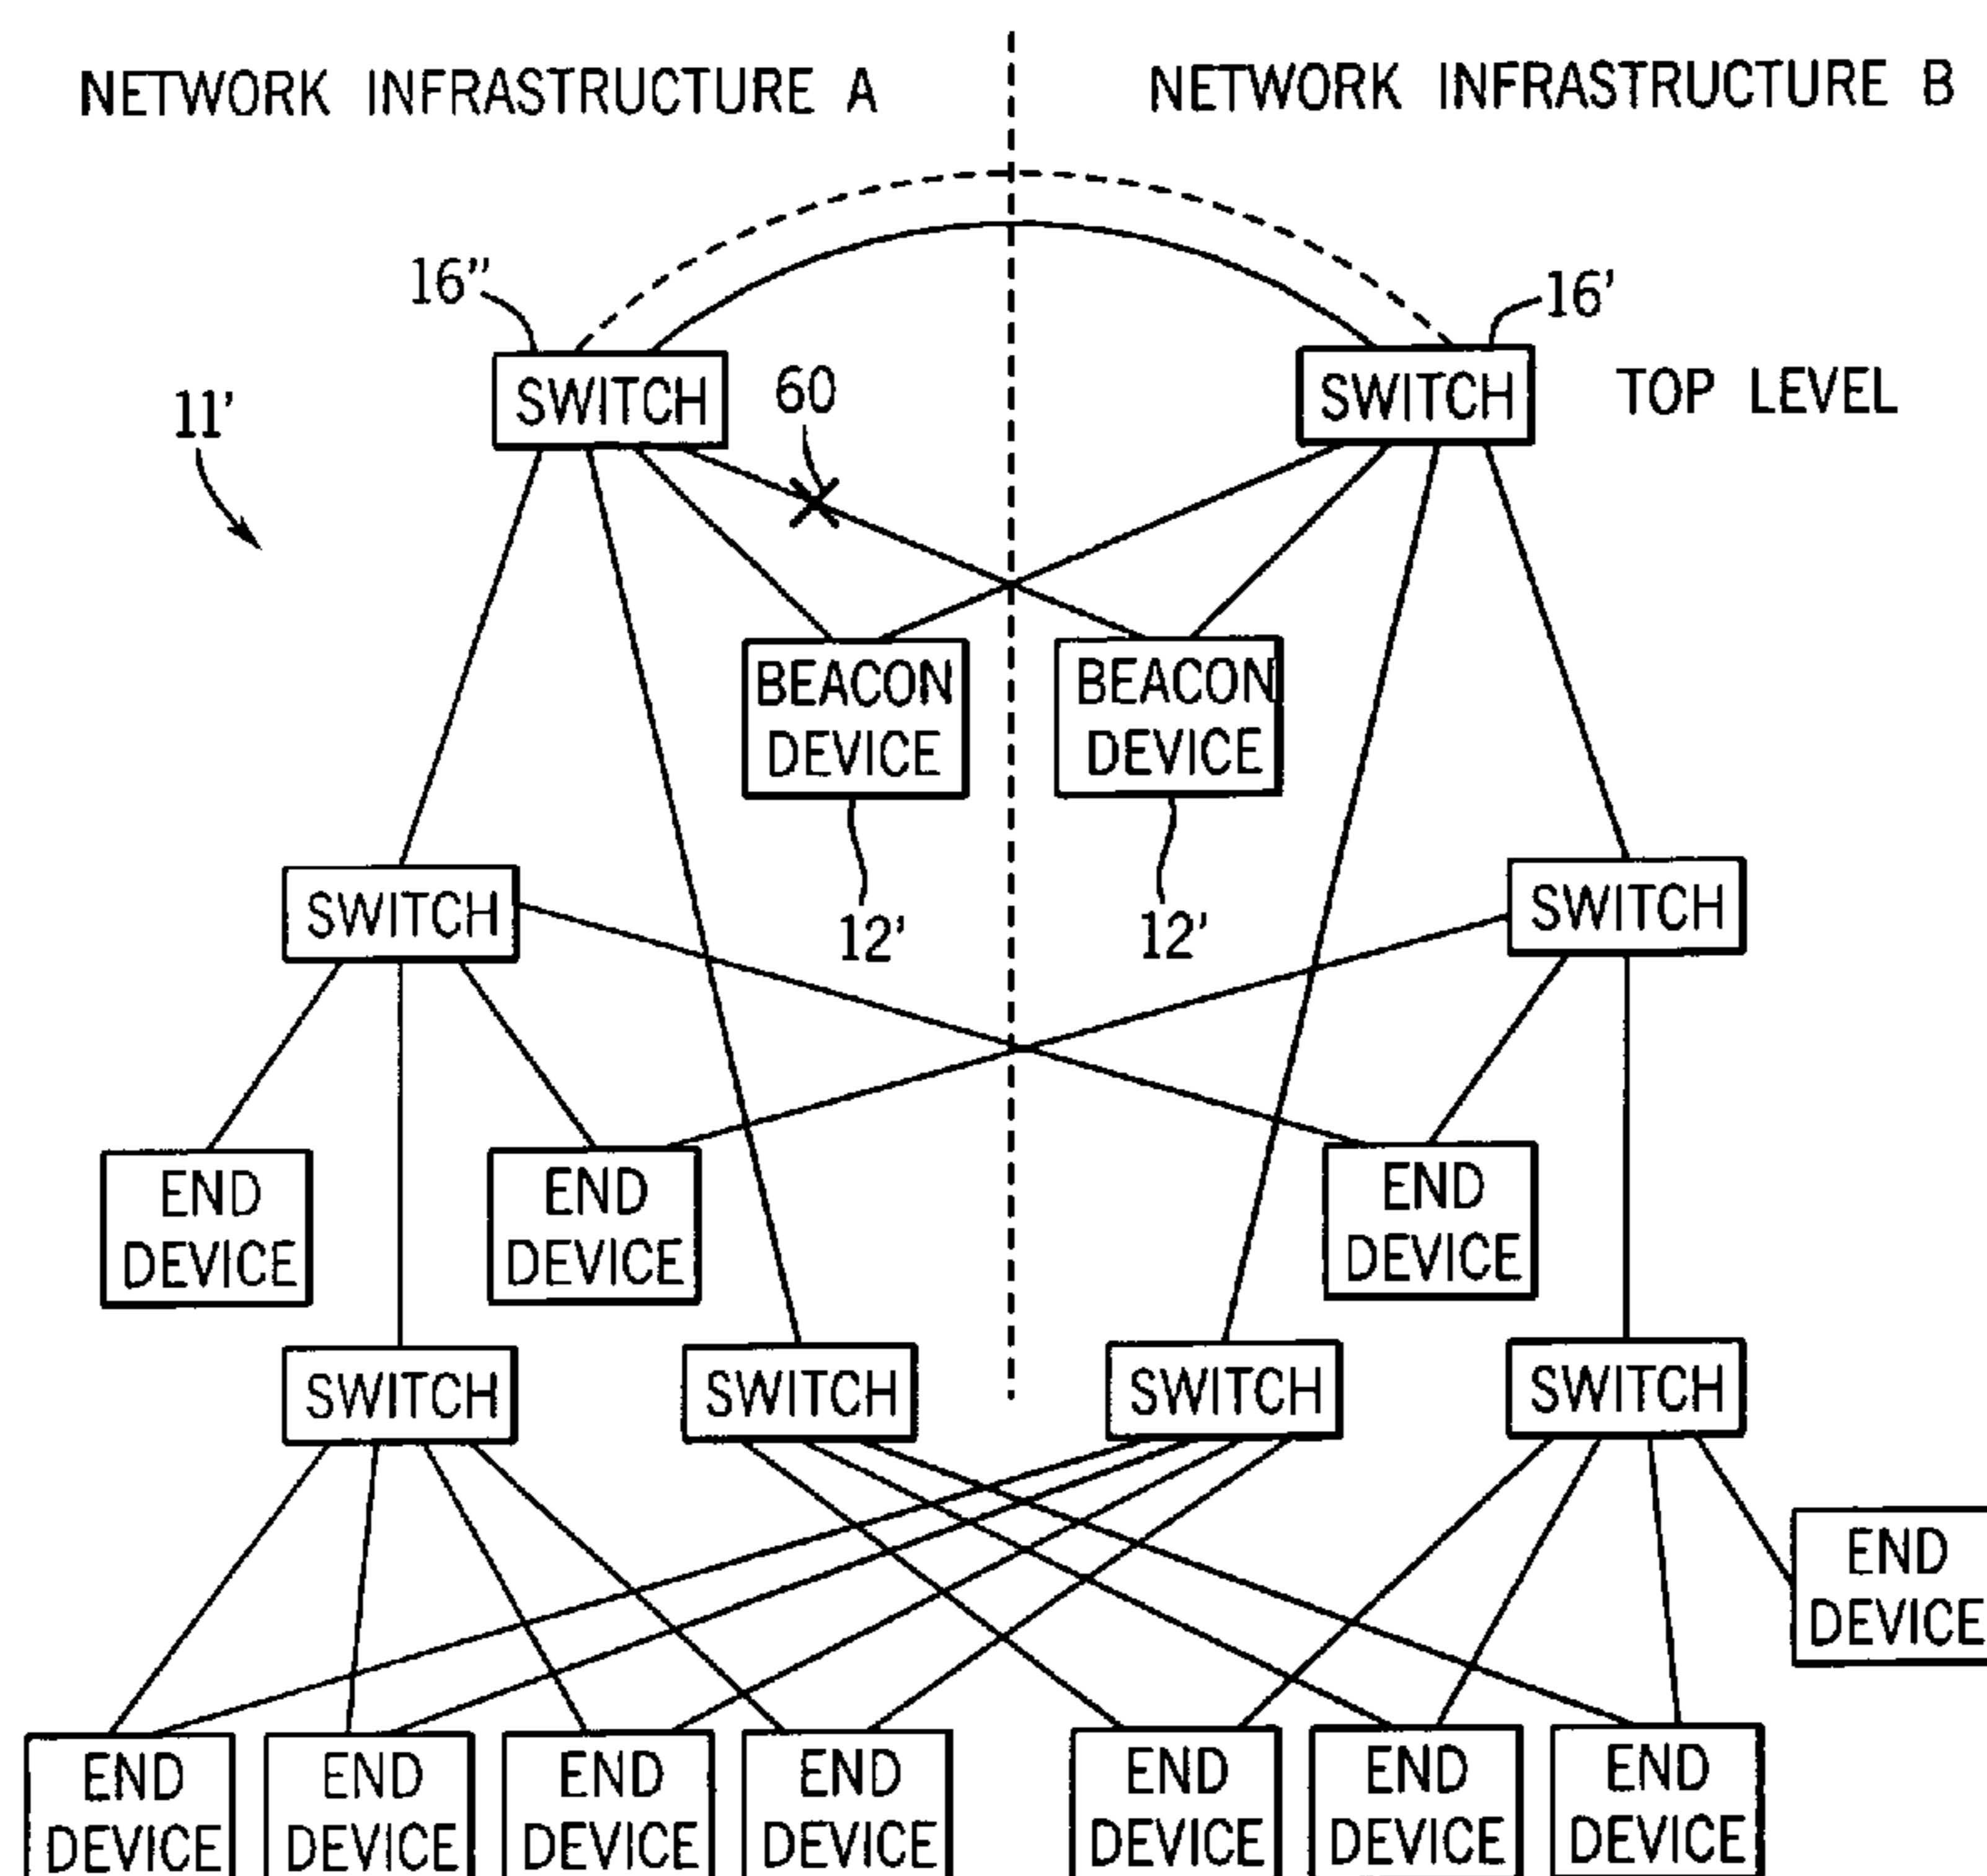 NETWORK INFRASTRUCTURE A
NETWORK INFRASTRUCTURE B
16"
16'
SWITCH
60
SWITCH
TOP LEVEL
11'
BEACON
DEVICE
BEACON
DEVICE
12'
12'
SWITCH
SWITCH
END
DEVICE
END
DEVICE
END
DEVICE
SWITCH
SWITCH
SWITCH
SWITCH
END
DEVICE
END
DEVICE
END
DEVICE
END
DEVICE
END
DEVICE
END
DEVICE
END
DEVICE
END
DEVICE